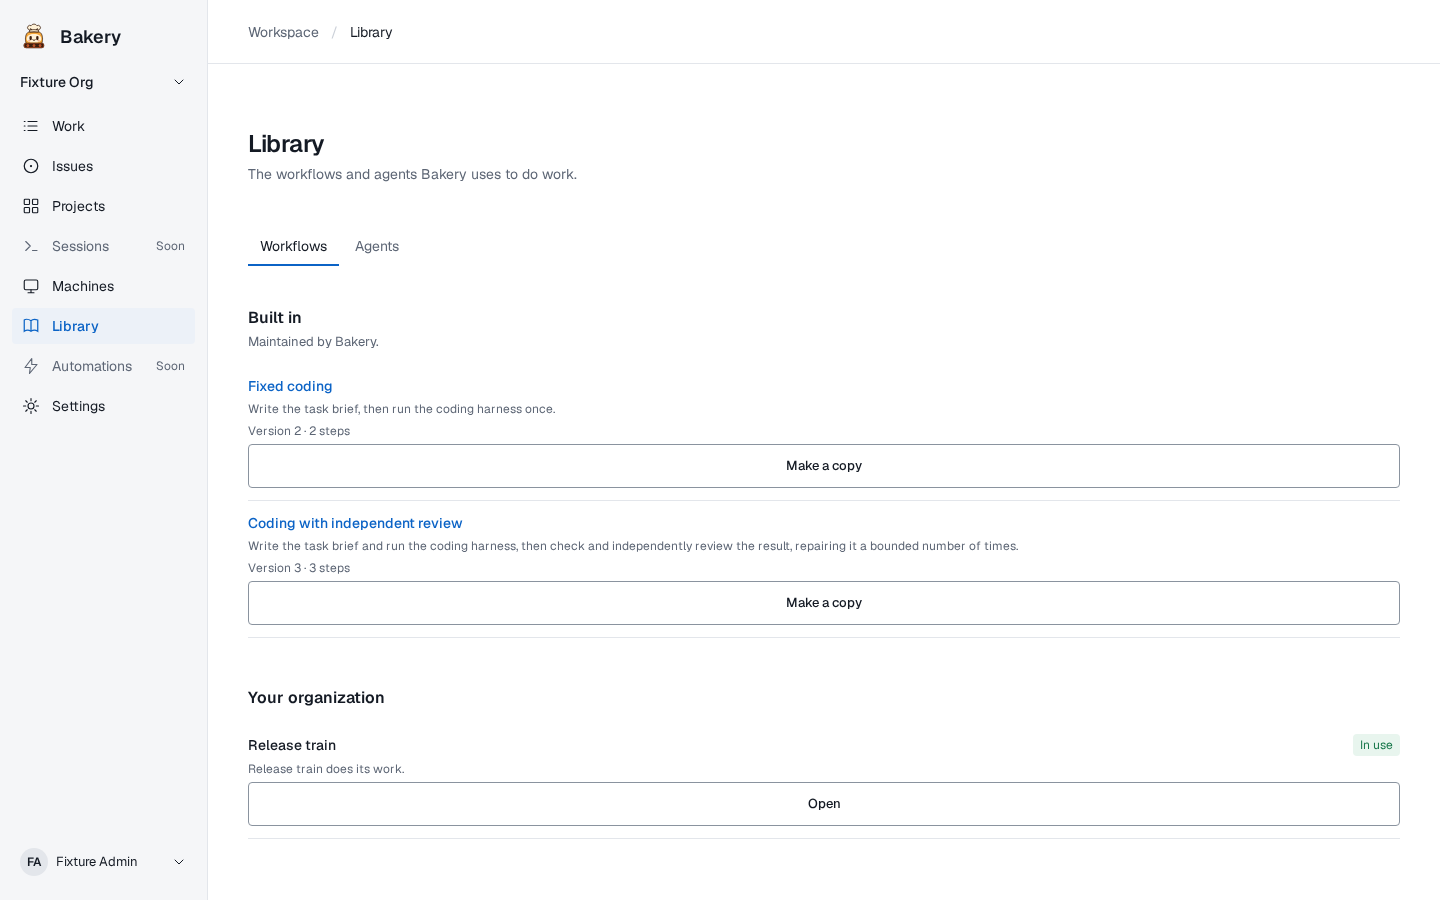 Bakery
Fixture Org
Work
Issues
Projects
Sessions Soon
Machines
Library
Automations Soon
Settings
FA Fixture Admin
Workspace / Library
Library
The workflows and agents Bakery uses to do work.
Workflows Agents
Built in
Maintained by Bakery.
Fixed coding
Write the task brief, then run the coding harness once.
Version 2 · 2 steps
Make a copy
Coding with independent review
Write the task brief and run the coding harness, then check and independently review the result, repairing it a bounded number of times.
Version 3 · 3 steps
Make a copy
Your organization
Release train In use
Release train does its work.
Open